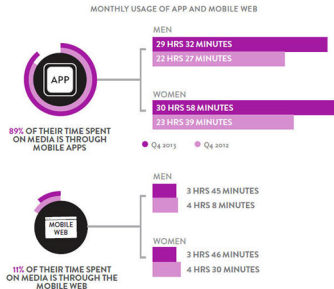 MONTHLY USAGE OF APP AND MOBILE WEB
MEN
29 HRS 32 MINUTES
22 HRS 27 MINUTES
APP
WOMEN
30 HRS 58 MINUTES
23 HRS 39 MINUTES
89% OF THEIR TIME SPENT
ON MEDIA IS THROUGH
MOBILE APPS
Q4 2013 Q4 2012
MEN
3 HRS 45 MINUTES
4 HRS 8 MINUTES
MOBILE
WEB
WOMEN
3 HRS 46 MINUTES
4 HRS 30 MINUTES
11% OF THEIR TIME SPENT
ON MEDIA IS THROUGH THE
MOBILE WEB